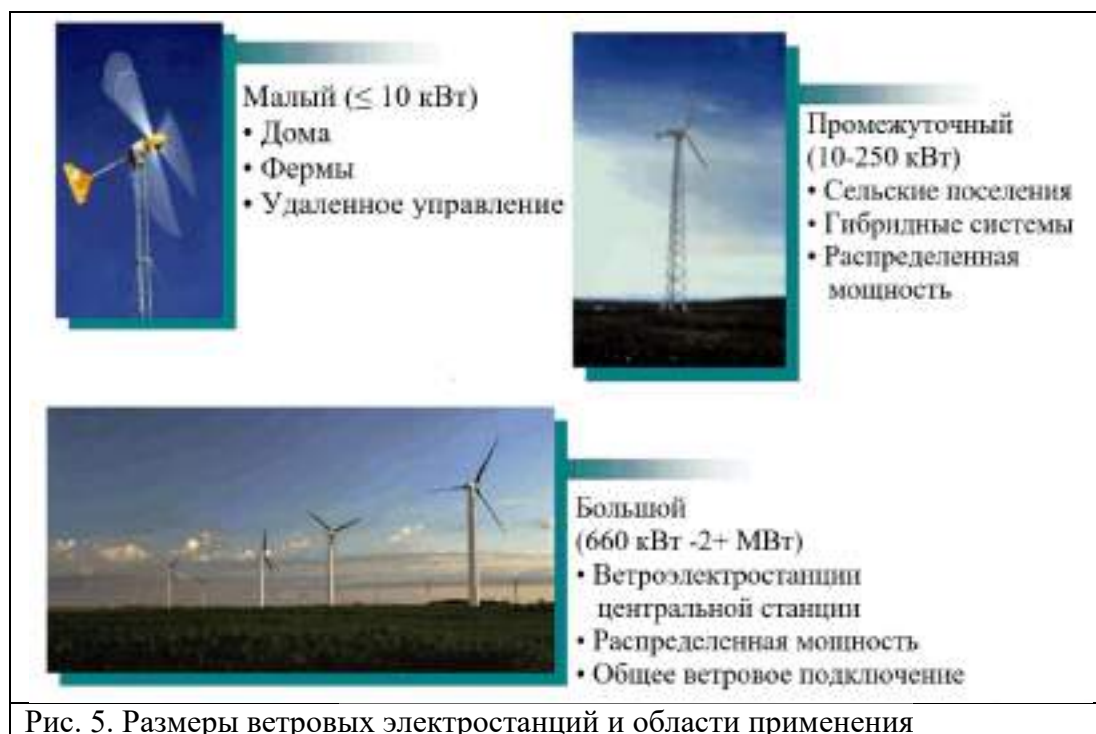 Малый (≤ 10 кВт)
• Дома
• Фермы
• Удаленное управление
Промежуточный
(10-250 кВт)
• Сельские поселения
• Гибридные системы
• Распределенная
мощность
Большой
(660 кВт -2+ МВт)
• Ветроэлектростанции
центральной станции
• Распределенная мощность
• Общее ветровое подключение
Рис. 5. Размеры ветровых электростанций и области применения